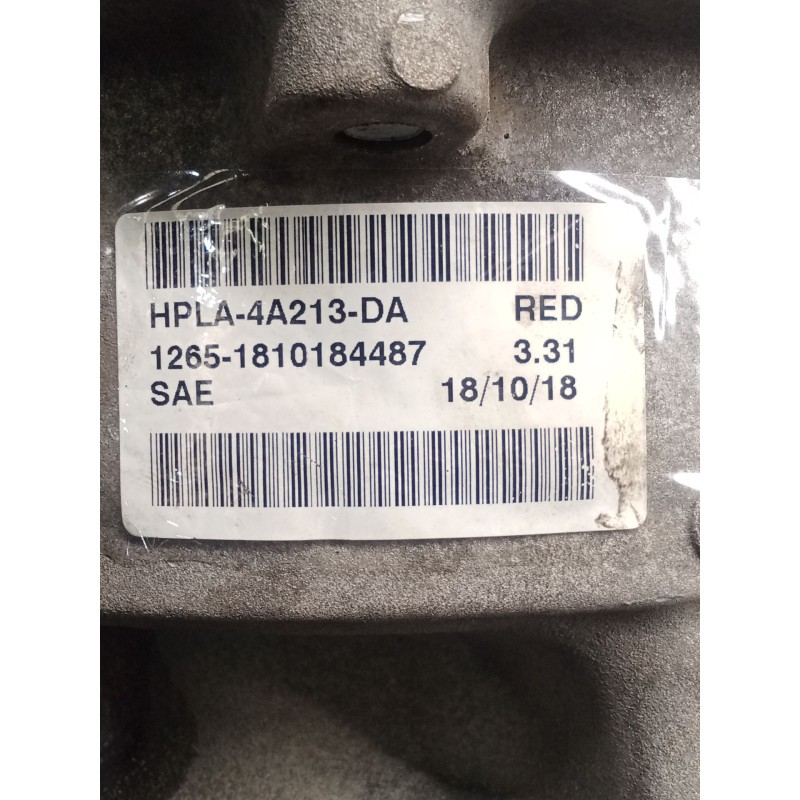 HPLA-4A213-DA RED
1265-1810184487 3.31
SAE 18/10/18